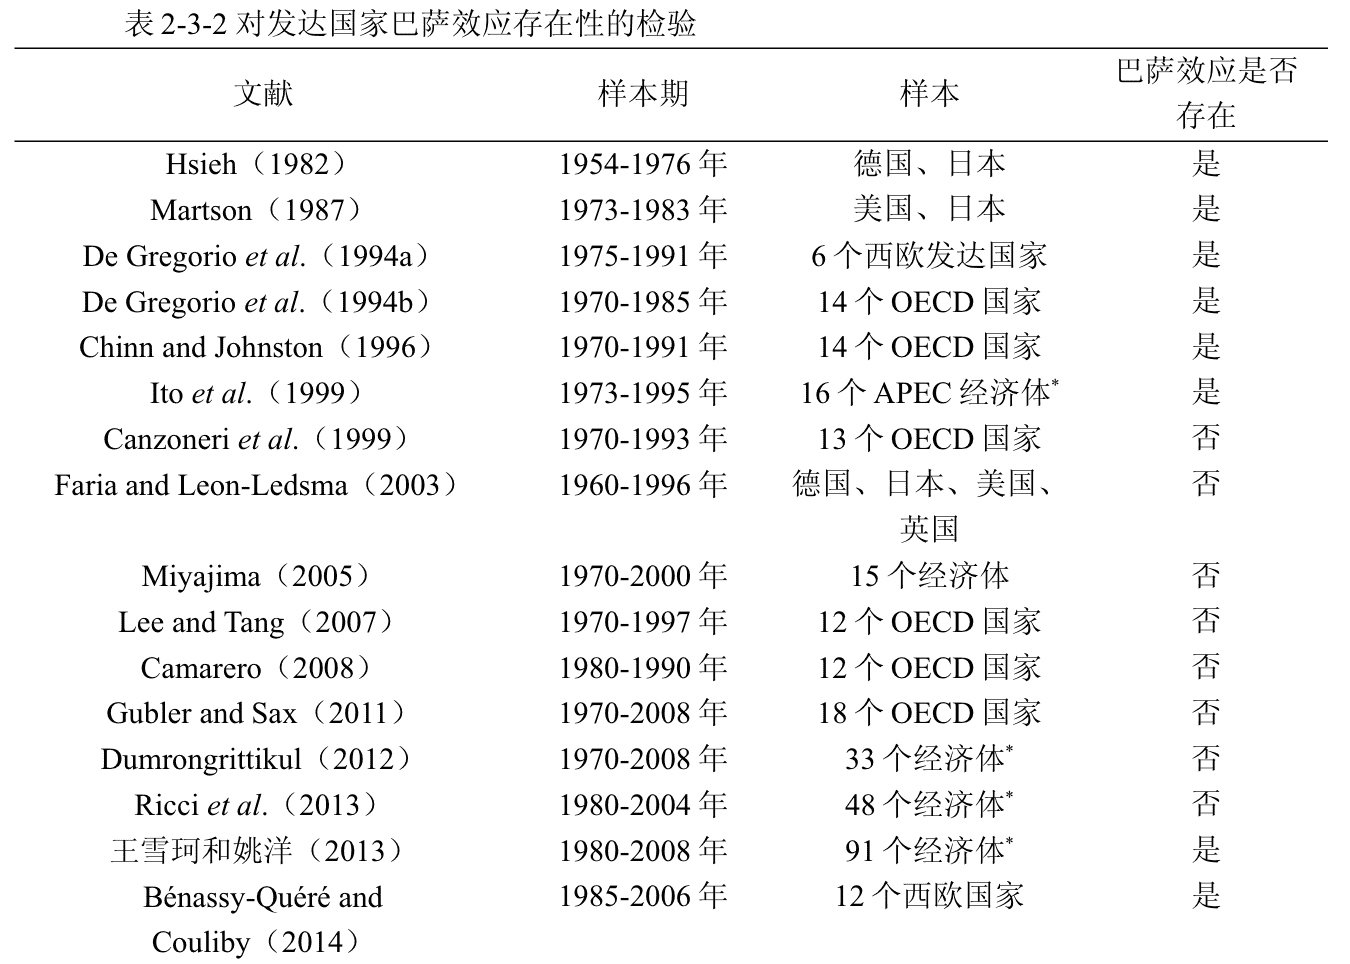 表 2-3-2 对发达国家巴萨效应存在性的检验
文献 样本期 样本 巴萨效应是否
存在
Hsieh（1982） 1954-1976 年 德国、日本 是
Martson（1987） 1973-1983 年 美国、日本 是
De Gregorio et al.（1994a） 1975-1991 年 6 个西欧发达国家 是
De Gregorio et al.（1994b） 1970-1985 年 14 个 OECD 国家 是
Chinn and Johnston（1996） 1970-1991 年 14 个 OECD 国家 是
Ito et al.（1999） 1973-1995 年 16 个 APEC 经济体* 是
Canzoneri et al.（1999） 1970-1993 年 13 个 OECD 国家 否
Faria and Leon-Ledsma（2003） 1960-1996 年 德国、日本、美国、 否
英国
Miyajima（2005） 1970-2000 年 15 个经济体 否
Lee and Tang（2007） 1970-1997 年 12 个 OECD 国家 否
Camarero（2008） 1980-1990 年 12 个 OECD 国家 否
Gubler and Sax（2011） 1970-2008 年 18 个 OECD 国家 否
Dumrongrittikul（2012） 1970-2008 年 33 个经济体* 否
Ricci et al.（2013） 1980-2004 年 48 个经济体* 否
王雪珂和姚洋（2013） 1980-2008 年 91 个经济体* 是
Bénassy-Quéré and 1985-2006 年 12 个西欧国家 是
Couliby（2014）